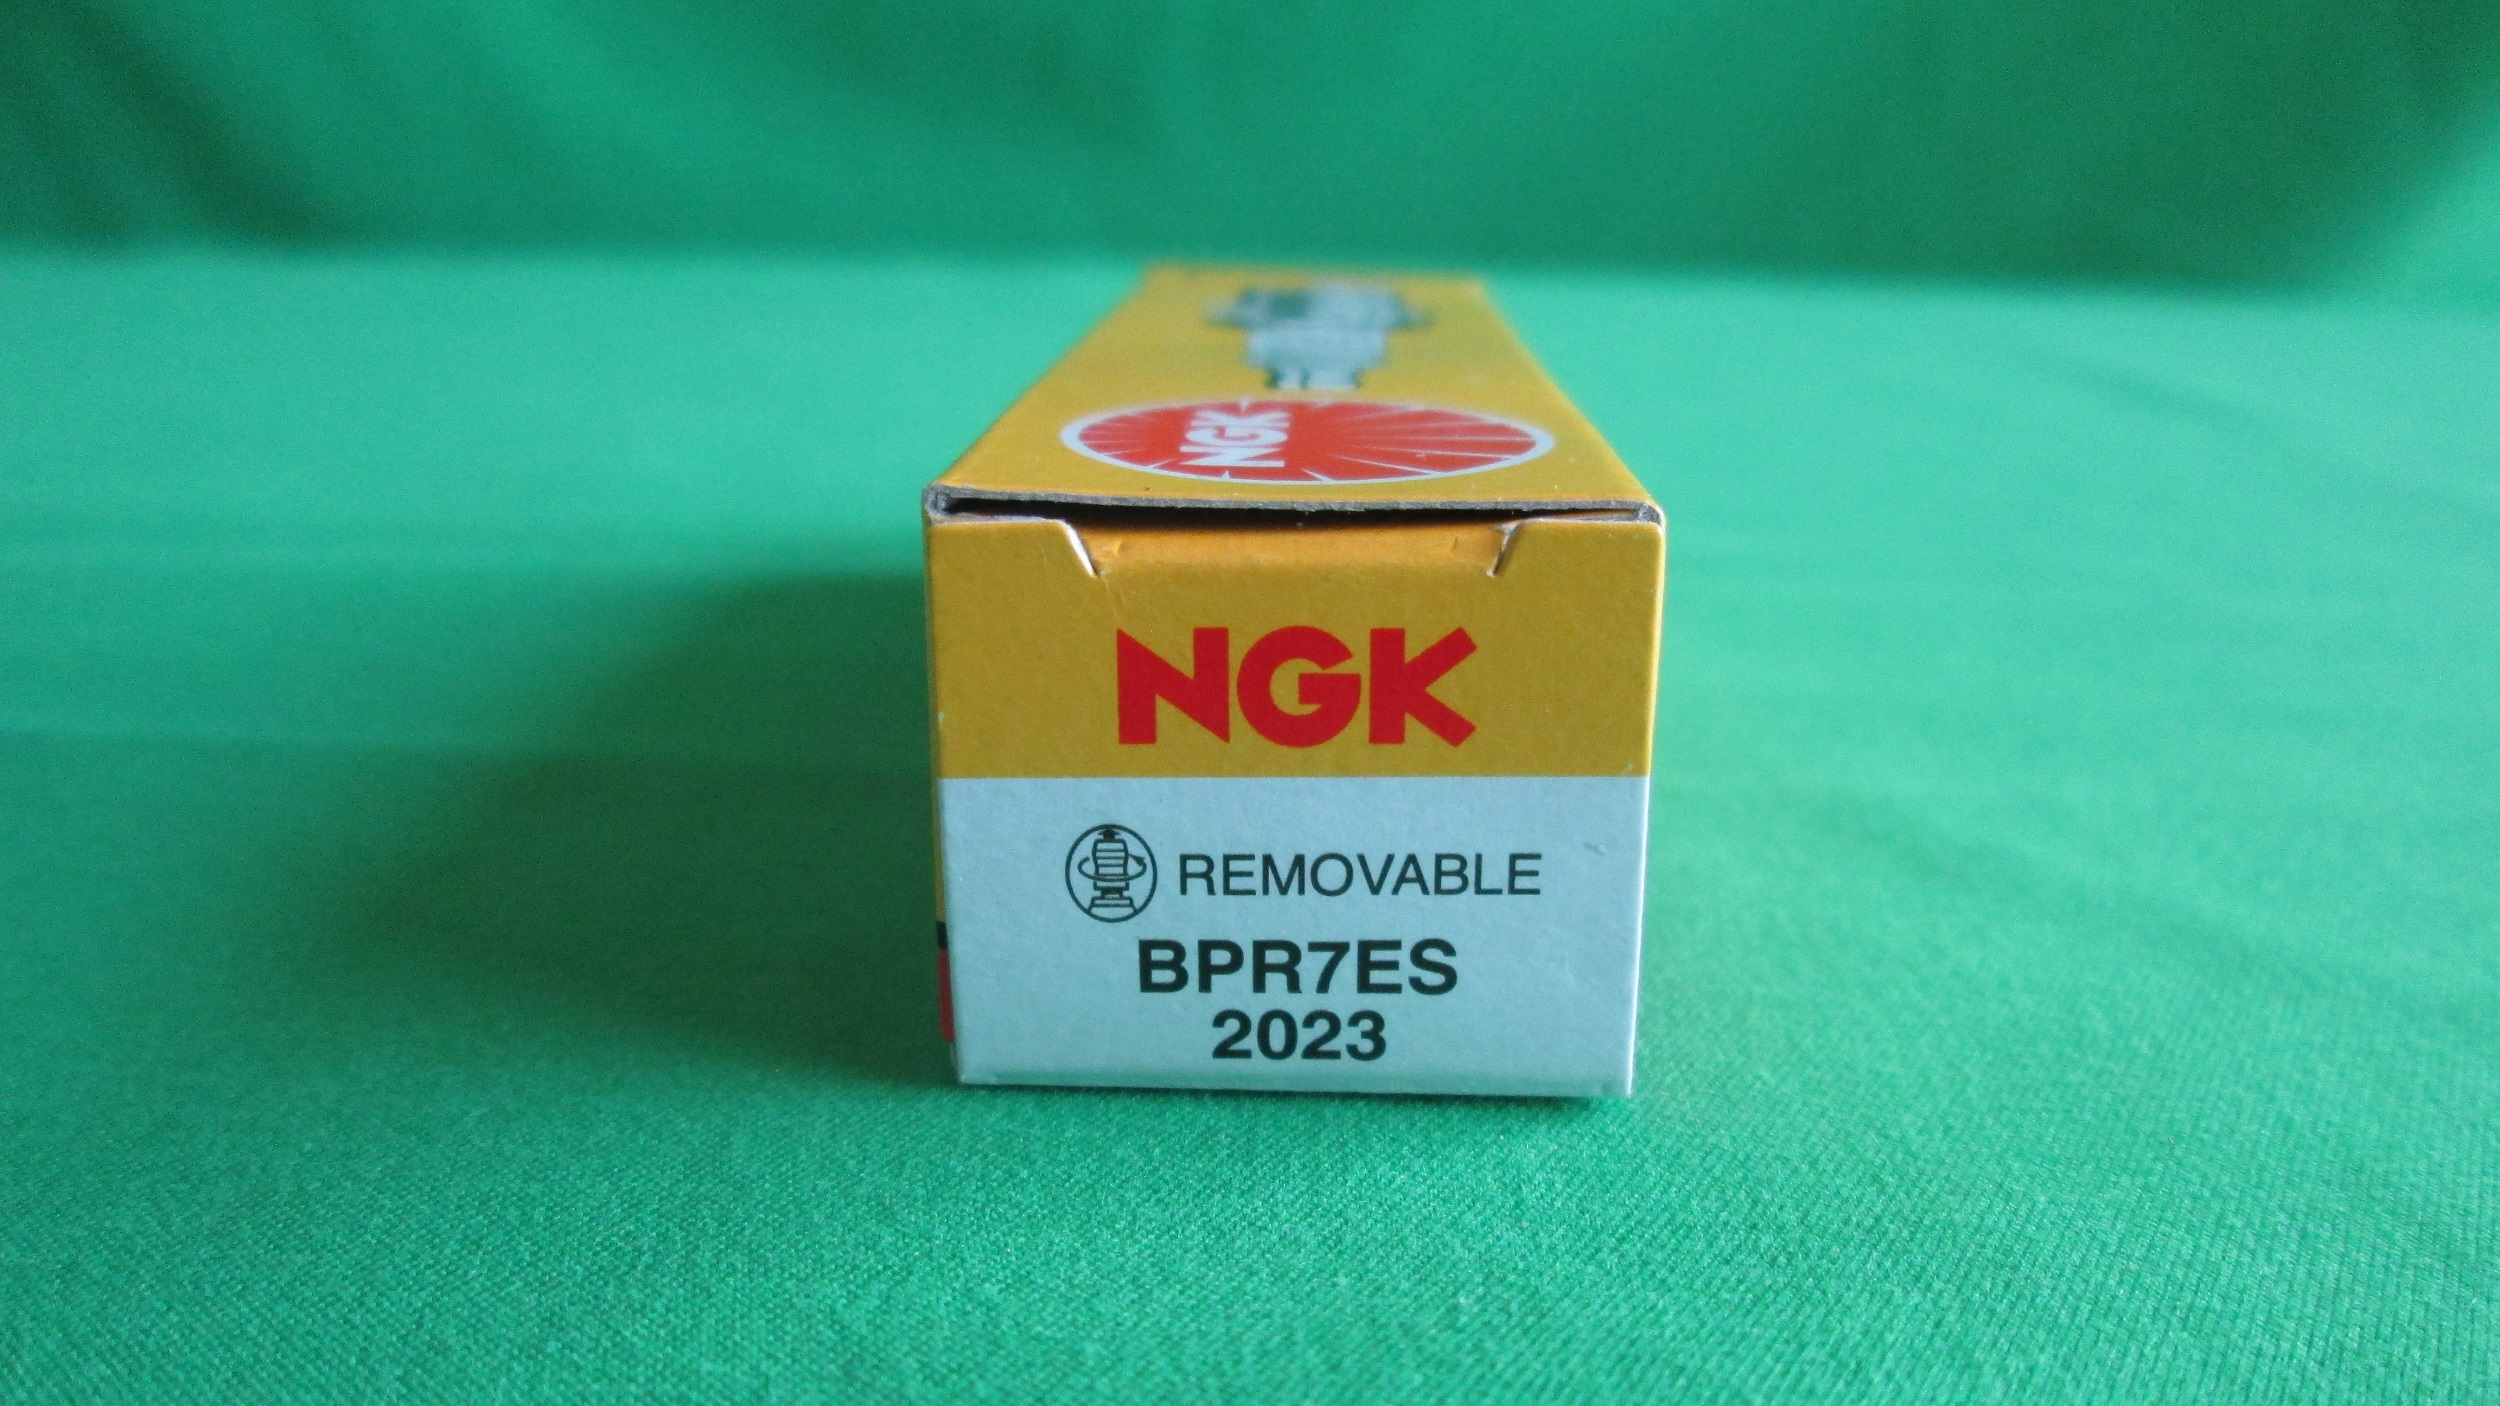 NGK
NGK
REMOVABLE
BPR7ES
2023